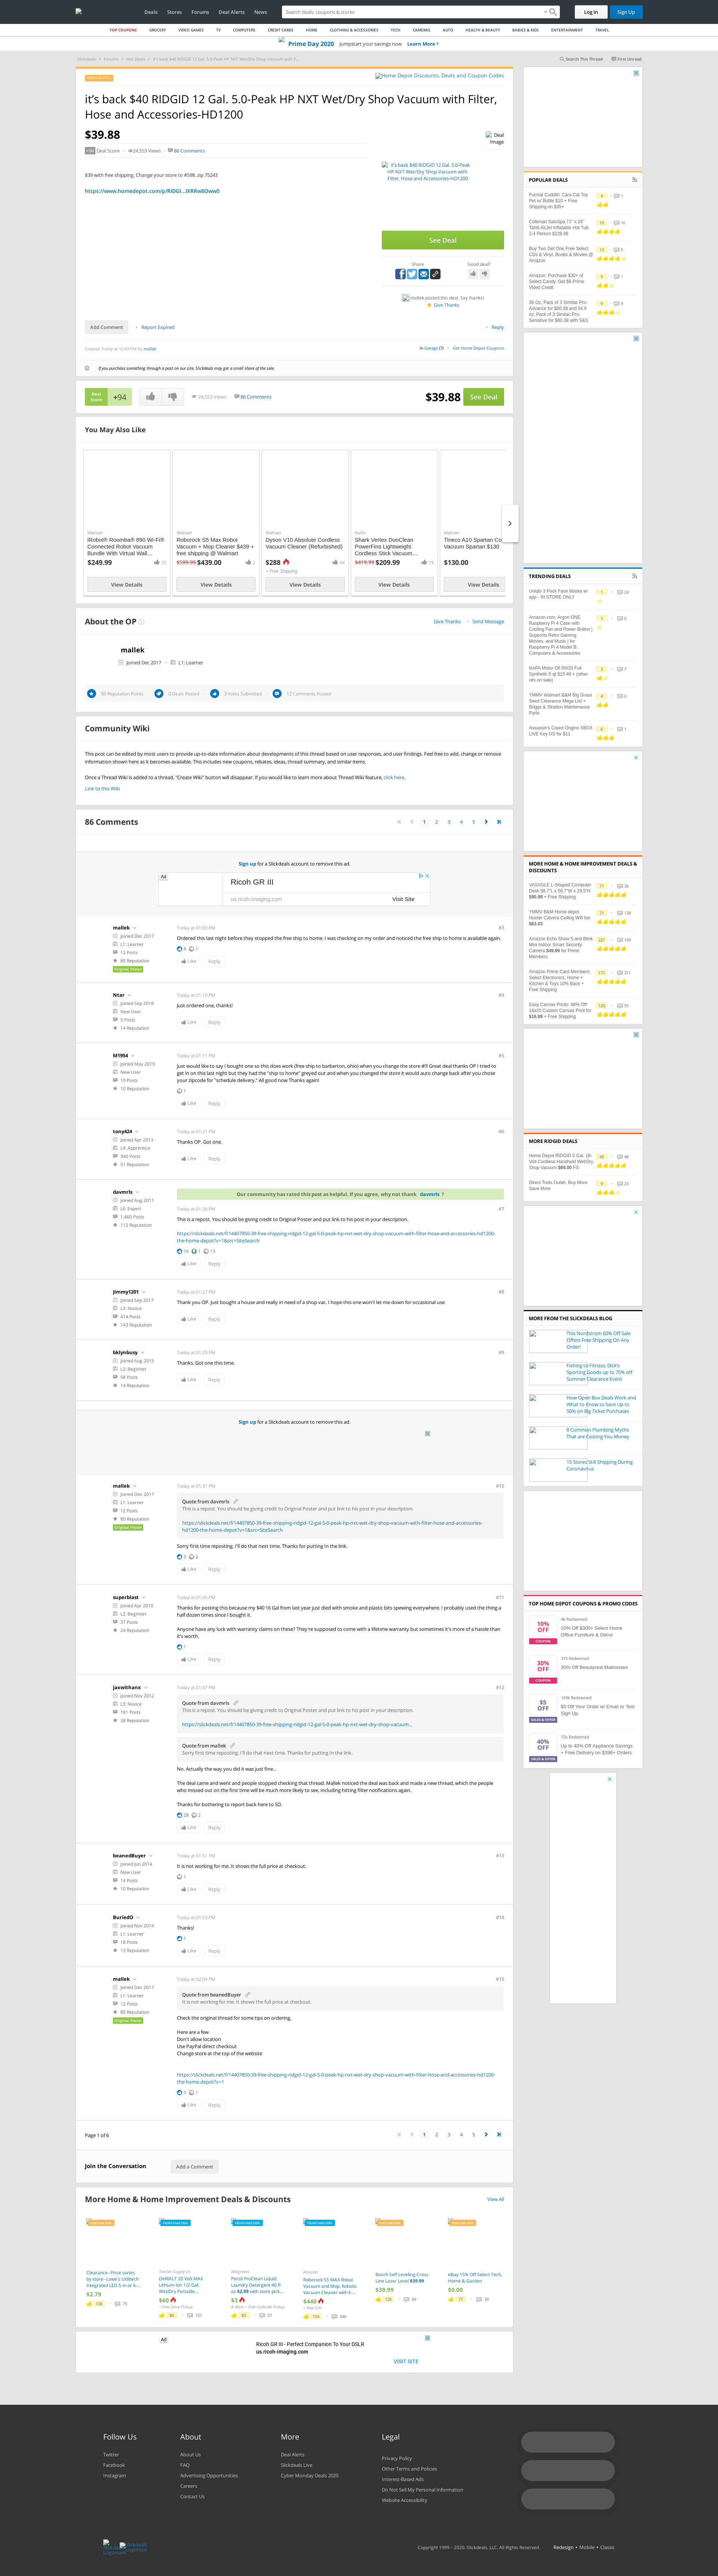 Deals Stores Forums Deal Alerts News
Search deals, coupons & stores
Log In Sign Up
TOP COUPONS GROCERY VIDEO GAMES TV COMPUTERS CREDIT CARDS HOME CLOTHING & ACCESSORIES TECH CAMERAS AUTO HEALTH & BEAUTY BABIES & KIDS ENTERTAINMENT TRAVEL
Prime Day 2020 Jumpstart your savings now Learn More ›
Slickdeals » Forums » Hot Deals » it's back $40 RIDGID 12 Gal. 5.0-Peak HP NXT Wet/Dry Shop Vacuum with F...
Search This Thread First Unread
Home Depot Discounts, Deals and Coupon Codes
it's back $40 RIDGID 12 Gal. 5.0-Peak HP NXT Wet/Dry Shop Vacuum with Filter,
Hose and Accessories-HD1200
$39.88
+94 Deal Score 24,553 Views 86 Comments
Deal
Image
$39 with free shipping. Change your store to #598. zip 75243
https://www.homedepot.com/p/RIDGI...IXRRw8Oww0
it's back $40 RIDGID 12 Gal. 5.0-Peak
HP NXT Wet/Dry Shop Vacuum with
Filter, Hose and Accessories-HD1200
See Deal
Share Good deal?
mallek posted this deal. Say thanks!
Give Thanks
Add Comment Report Expired Reply
Created Today at 12:43 PM by mallek
Garage (7) Get Home Depot Coupons
If you purchase something through a post on our site, Slickdeals may get a small share of the sale.
Deal
Score +94 24,553 Views 86 Comments $39.88 See Deal
You May Also Like
Walmart
iRobot® Roomba® 890 Wi-Fi®
Connected Robot Vacuum
Bundle With Virtual Wall...
$249.99 23
View Details
Walmart
Roborock S5 Max Robot
Vacuum + Mop Cleaner $439 +
free shipping @ Walmart
$599.99 $439.00 2
View Details
Walmart
Dyson V10 Absolute Cordless
Vacuum Cleaner (Refurbished)
$288
+ Free Shipping
View Details
Kohl's
Shark Vertex DuoClean
PowerFins Lightweight
Cordless Stick Vacuum...
$419.99 $209.99 19
View Details
Walmart
Tineco A10 Spartan Co
Vacuum Spartan $130
$130.00
View Details
About the OP Give Thanks Send Message
mallek
Joined Dec 2017 L1: Learner
80 Reputation Points 0 Deals Posted 3 Votes Submitted 12 Comments Posted
Community Wiki
This post can be edited by most users to provide up-to-date information about developments of this thread based on user responses, and user findings. Feel free to add, change or remove
information shown here as it becomes available. This includes new coupons, rebates, ideas, thread summary, and similar items.
Once a Thread Wiki is added to a thread, "Create Wiki" button will disappear. If you would like to learn more about Thread Wiki feature, click here.
Link to this Wiki
86 Comments 1 2 3 4 5
Sign up for a Slickdeals account to remove this ad.
Ad
Ricoh GR III
us.ricoh-imaging.com Visit Site
mallek
Joined Dec 2017
L1: Learner
12 Posts
80 Reputation
Original Poster
Today at 01:03 PM #3
Ordered this last night before they stopped the free ship to home. I was checking on my order and noticed the free ship to home is available again.
6 1
Like Reply
Ntar
Joined Sep 2018
New User
5 Posts
14 Reputation
Today at 01:10 PM #4
Just ordered one, thanks!
Like Reply
M1954
Joined May 2019
New User
10 Posts
10 Reputation
Today at 01:11 PM #5
Just would like to say I bought one so this does work (free ship to barberton, ohio) when you change the store #!!! Great deal thanks OP I tried to
get in on this last night but they had the "ship to home" greyed out and when you changed the store it would auto change back after you chose
your zipcode for "schedule delivery." All good now Thanks again!
1
Like Reply
tony424
Joined Apr 2013
L4: Apprentice
340 Posts
51 Reputation
Today at 01:21 PM #6
Thanks OP. Got one.
Like Reply
davmrls
Joined Aug 2011
L6: Expert
1,460 Posts
112 Reputation
Our community has rated this post as helpful. If you agree, why not thank davmrls ?
Today at 01:26 PM #7
This is a repost. You should be giving credit to Original Poster and put link to his post in your description.
https://slickdeals.net/f/14407850-39-free-shipping-ridgid-12-gal-5-0-peak-hp-nxt-wet-dry-shop-vacuum-with-filter-hose-and-accessories-hd1200-
the-home-depot?v=1&src=SiteSearch
16 1 13
Like Reply
Jimmy1201
Joined Sep 2017
L3: Novice
414 Posts
143 Reputation
Today at 01:27 PM #8
Thank you OP. Just bought a house and really in need of a shop vac, I hope this one won't let me down for occasional use.
Like Reply
bklynbusy
Joined Aug 2015
L2: Beginner
58 Posts
14 Reputation
Today at 01:29 PM #9
Thanks. Got one this time.
Like Reply
Sign up for a Slickdeals account to remove this ad.
mallek
Joined Dec 2017
L1: Learner
12 Posts
80 Reputation
Original Poster
Today at 01:31 PM #10
Quote from davmrls
This is a repost. You should be giving credit to Original Poster and put link to his post in your description.
https://slickdeals.net/f/14407850-39-free-shipping-ridgid-12-gal-5-0-peak-hp-nxt-wet-dry-shop-vacuum-with-filter-hose-and-accessories-
hd1200-the-home-depot?v=1&src=SiteSearch
Sorry first time reposting. I'll do that next time. Thanks for putting in the link.
3 2
Like Reply
superblast
Joined Apr 2010
L2: Beginner
37 Posts
24 Reputation
Today at 01:35 PM #11
Thanks for posting this because my $40 16 Gal from last year just died with smoke and plastic bits spewing everywhere. I probably used the thing a
half dozen times since I bought it.
Anyone have any luck with warranty claims on these? They're supposed to come with a lifetime warranty but sometimes it's more of a hassle than
it's worth.
1
Like Reply
jaxwithanx
Joined Nov 2012
L3: Novice
181 Posts
38 Reputation
Today at 01:37 PM #12
Quote from davmrls
This is a repost. You should be giving credit to Original Poster and put link to his post in your description.
https://slickdeals.net/f/14407850-39-free-shipping-ridgid-12-gal-5-0-peak-hp-nxt-wet-dry-shop-vacuum...
Quote from mallek
Sorry first time reposting. I'll do that next time. Thanks for putting in the link.
No. Actually the way you did it was just fine...
The deal came and went and people stopped checking that thread. Mallek noticed the deal was back and made a new thread, which the people
who missed out on the first time will be much more likely to see, including hitting filter notifications again.
Thanks for bothering to report back here to SD.
28 2
Like Reply
beanedBuyer
Joined Jun 2014
New User
14 Posts
10 Reputation
Today at 01:51 PM #13
It is not working for me. It shows the full price at checkout.
1
Like Reply
BuriedO
Joined Nov 2014
L1: Learner
18 Posts
13 Reputation
Today at 01:53 PM #14
Thanks!
1
Like Reply
mallek
Joined Dec 2017
L1: Learner
12 Posts
80 Reputation
Original Poster
Today at 02:04 PM #15
Quote from beanedBuyer
It is not working for me. It shows the full price at checkout.
Check the original thread for some tips on ordering.
Here are a few.
Don't allow location
Use PayPal direct checkout
Change store at the top of the website
https://slickdeals.net/f/14407850-39-free-shipping-ridgid-12-gal-5-0-peak-hp-nxt-wet-dry-shop-vacuum-with-filter-hose-and-accessories-hd1200-
the-home-depot?v=1
3 1
Like Reply
Page 1 of 6 1 2 3 4 5
Join the Conversation Add a Comment
More Home & Home Improvement Deals & Discounts View All
Clearance--Price varies
by store--Lowe's Utilitech
Integrated LED 5-in or 6-...
$2.79
106 75
Tractor Supply Co
DeWALT 20 Volt MAX
Lithium Ion 1/2 Gal.
Wet/Dry Portable...
$60
+ Free Store Pickup
86 101
Walgreens
Persil ProClean Liquid
Laundry Detergent 40 fl
oz $2.99 with store pick...
$3
& More + Free Curbside Pickup
63 57
Amazon
Roborock S5 MAX Robot
Vacuum and Mop, Robotic
Vacuum Cleaner with E-...
$440
+ Free S/H
154 346
Bosch Self Leveling Cross
Line Laser Level $39.99
$39.99
128 69
eBay 15% Off Select Tech,
Home & Garden
$0.00
77 39
Ad
Ricoh GR III - Perfect Companion To Your DSLR
us.ricoh-imaging.com
VISIT SITE
POPULAR DEALS
Funwal Cuddlin' Cara Cat Toy
Pet w/ Bottle $10 + Free
Shipping on $35+
Coleman SaluSpa 71" x 26"
Tahiti AirJet Inflatable Hot Tub,
2-4 Person $228.98
Buy Two Get One Free Select
CDs & Vinyl, Books & Movies @
Amazon
Amazon: Purchase $30+ of
Select Candy, Get $6 Prime
Video Credit
36 Oz, Pack of 3 Similac Pro-
Advance for $80.38 and 34.9
oz, Pack of 3 Similac Pro-
Sensitive for $80.38 with S&S
TRENDING DEALS
Uniqlo 3 Pack Face Masks w/
app - IN STORE ONLY
Amazon.com: Argon ONE
Raspberry Pi 4 Case with
Cooling Fan and Power Button |
Supports Retro Gaming,
Movies, and Music | for
Raspberry Pi 4 Model B:
Computers & Accessories
NAPA Motor Oil 0W20 Full
Synthetic 5 qt $15.49 + (other
oils on sale)
YMMV Walmart B&M Big Grass
Seed Clearance Mega List +
Briggs & Stratton Maintenance
Parts
Assassin's Creed Origins XBOX
LIVE Key US for $11
MORE HOME & HOME IMPROVEMENT DEALS &
DISCOUNTS
VASAGLE L-Shaped Computer
Desk 58.7"L x 58.7"W x 29.5"H
$90.99 + Free Shipping
YMMV B&M Home depot
Hunter Calvera Ceiling Wifi fan
$63.03
Amazon Echo Show 5 and Blink
Mini Indoor Smart Security
Camera $49.99 for Prime
Members
Amazon Prime Card Members:
Select Electronics, Home +
Kitchen & Toys 10% Back +
Free Shipping
Easy Canvas Prints: 88% Off
16x20 Custom Canvas Print for
$16.99 + Free Shipping
MORE RIDGID DEALS
Home Depot RIDGID 3 Gal. 18-
Volt Cordless Handheld Wet/Dry
Shop Vacuum $69.00 FS
Direct Tools Outlet, Buy More
Save More
MORE FROM THE SLICKDEALS BLOG
This Nordstrom 60% Off Sale
Offers Free Shipping On Any
Order!
Fishing to Fitness: Dick's
Sporting Goods up to 75% off
Summer Clearance Event
How Open Box Deals Work and
What to Know to Save Up to
50% on Big Ticket Purchases
8 Common Plumbing Myths
That are Costing You Money
15 Stores Still Shipping During
Coronavirus
TOP HOME DEPOT COUPONS & PROMO CODES
10%
OFF
COUPON
4k Redeemed
10% Off $300+ Select Home
Office Furniture & Decor
30%
OFF
COUPON
375 Redeemed
30% Off Beautyrest Mattresses
$5
OFF
SALES & OFFER
169k Redeemed
$5 Off Your Order w/ Email or Text
Sign Up
40%
OFF
SALES & OFFER
75k Redeemed
Up to 40% Off Appliance Savings
+ Free Delivery on $396+ Orders
Follow Us
Twitter
Facebook
Instagram
About
About Us
FAQ
Advertising Opportunities
Careers
Contact Us
More
Deal Alerts
Slickdeals Live
Cyber Monday Deals 2020
Legal
Privacy Policy
Other Terms and Policies
Interest-Based Ads
Do Not Sell My Personal Information
Website Accessibility
Copyright 1999 - 2020. Slickdeals, LLC. All Rights Reserved. Redesign • Mobile • Classic